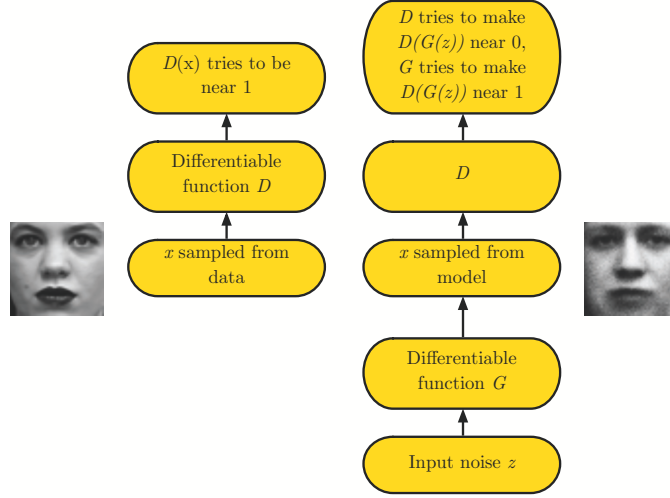 D(x) tries to be
near 1
Differentiable
function D
x sampled from
data
D tries to make
D(G(z)) near 0,
G tries to make
D(G(z)) near 1
D
x sampled from
model
Differentiable
function G
Input noise z